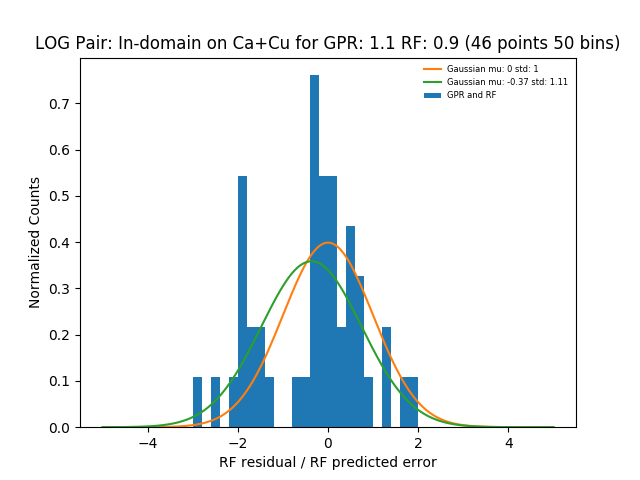 LOG Pair: In-domain on Ca+Cu for GPR: 1.1 RF: 0.9 (46 points 50 bins)
Gaussian mu: 0 std: 1
Gaussian mu: -0.37 std: 1.11
GPR and RF
Normalized Counts
0.7
0.6
0.5
0.4
0.3
0.2
0.1
0.0
−4
−2
0
2
4
RF residual / RF predicted error